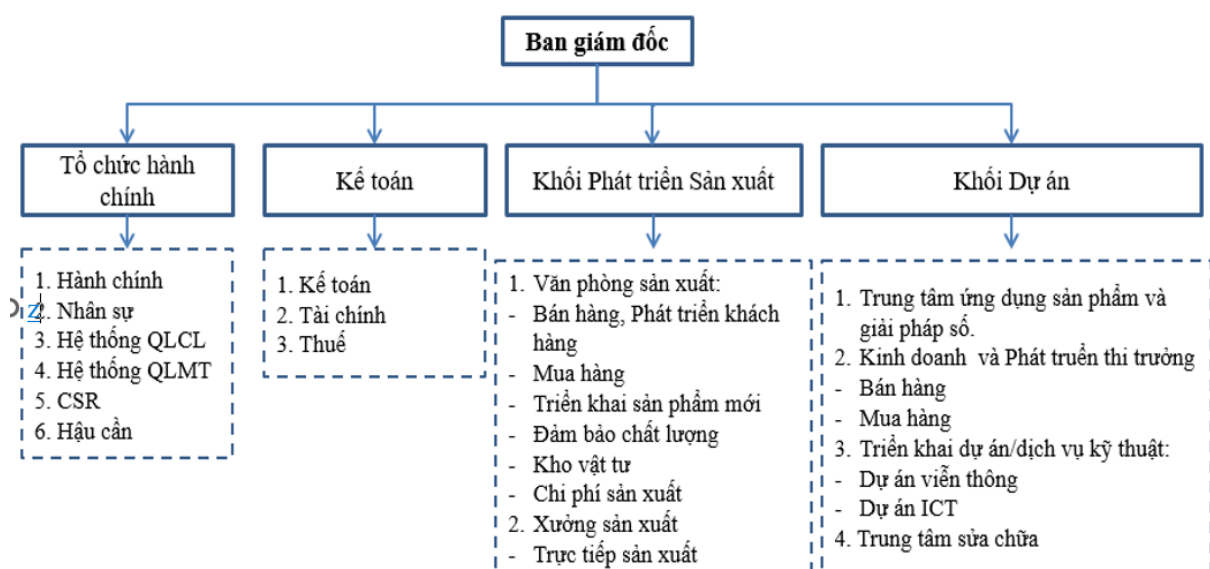 Ban giám đốc
Tổ chức hành
chính
Kế toán
Khối Phát triển Sản xuất
Khối Dự án
1. Hành chính
2. Nhân sự
3. Hệ thống QLCL
4. Hệ thống QLMT
5. CSR
6. Hậu cần
1. Kế toán
2. Tài chính
3. Thuế
1. Văn phòng sản xuất:
- Bán hàng, Phát triển khách
hàng
- Mua hàng
- Triển khai sản phẩm mới
- Đảm bảo chất lượng
- Kho vật tư
- Chi phí sản xuất
2. Xưởng sản xuất
- Trực tiếp sản xuất
1. Trung tâm ứng dụng sản phẩm và
giải pháp số.
2. Kinh doanh và Phát truển thi trưởng
- Bán hàng
- Mua hàng
3. Triển khai dự án/dịch vụ kỹ thuật:
- Dự án viễn thông
- Dự án ICT
4. Trung tâm sửa chữa